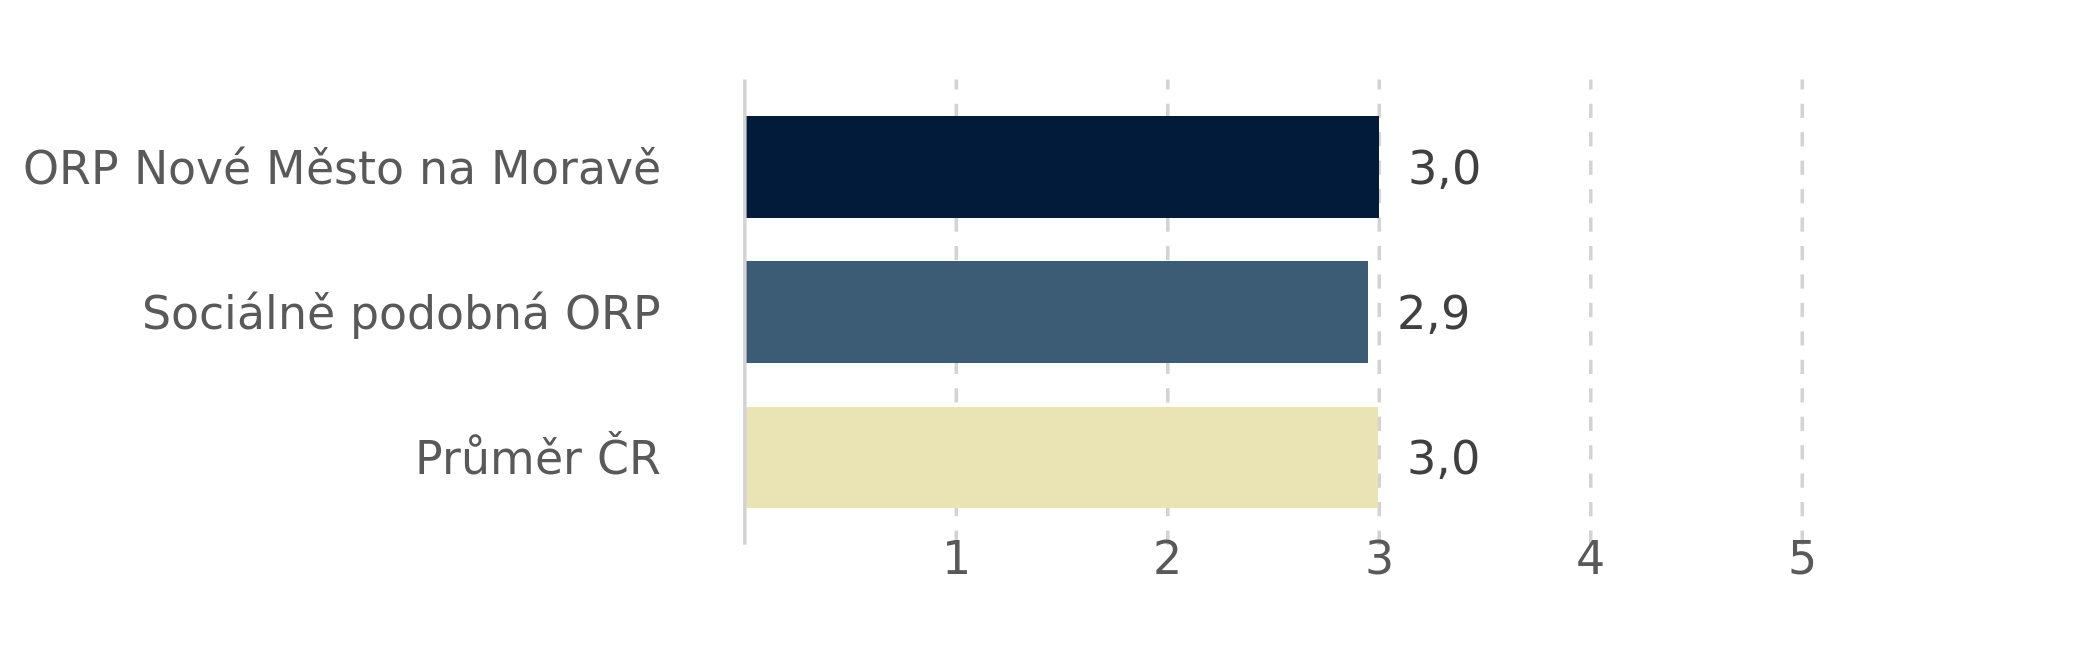 ORP Nové Město na Moravě 3,0
Sociálně podobná ORP 2,9
Průměr ČR 3,0
1 2 3 4 5